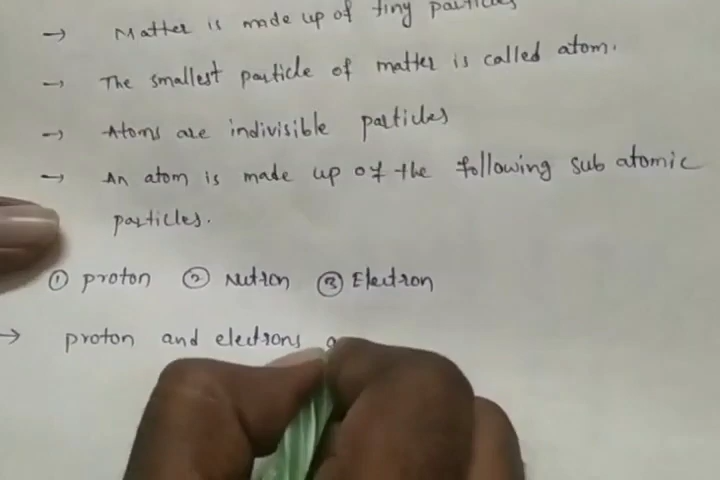 → Matter is made up of tiny particles
→ The smallest particle of matter is called atom.
→ Atoms are indivisible particles
→ An atom is made up of the following sub atomic
particles.
① proton ② Nutron ③ Electron
→ proton and electrons a